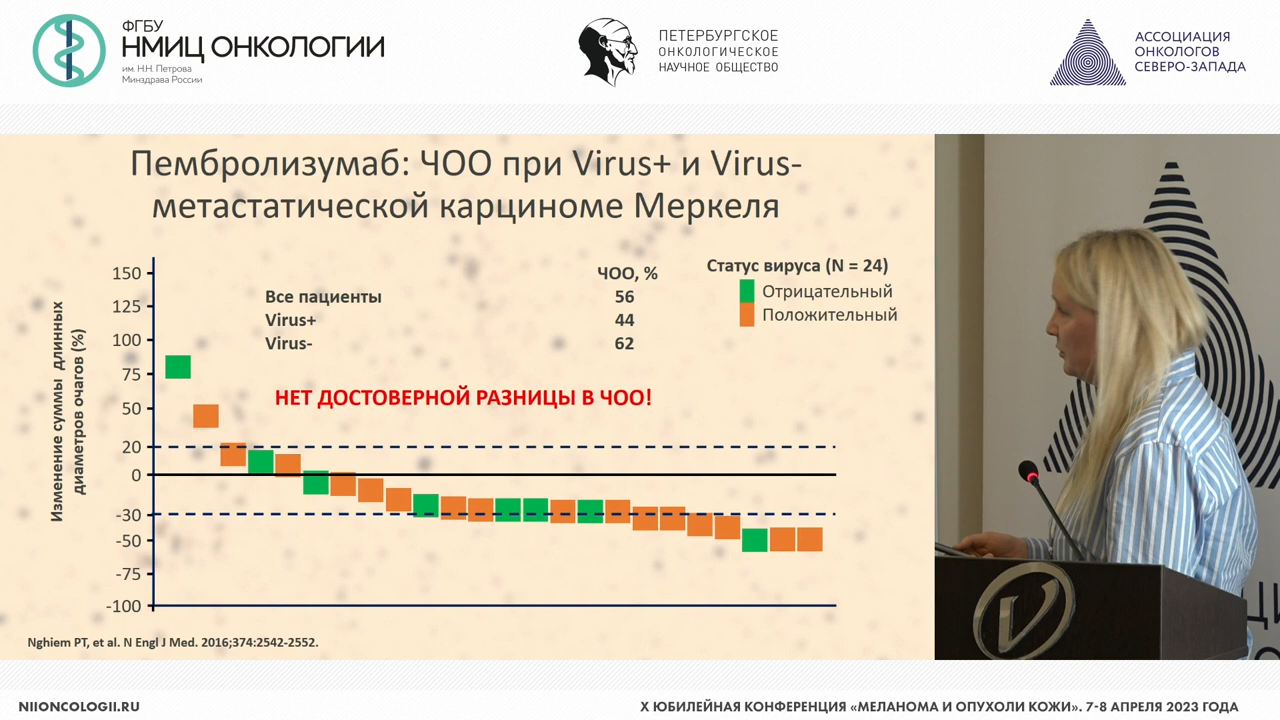 ФГБУ
НМИЦ ОНКОЛОГИИ
им. Н.Н. Петрова
Минздрава России
ПЕТЕРБУРГСКОЕ
ОНКОЛОГИЧЕСКОЕ
НАУЧНОЕ ОБЩЕСТВО
АССОЦИАЦИЯ
ОНКОЛОГОВ
СЕВЕРО-ЗАПАДА
Пембролизумаб: ЧОО при Virus+ и Virus-
метастатической карциноме Меркеля
Изменение суммы длинных
диаметров очагов (%)
150
125
100
75
50
20
0
-30
-50
-75
-100
ЧОО, %
Все пациенты 56
Virus+ 44
Virus- 62
НЕТ ДОСТОВЕРНОЙ РАЗНИЦЫ В ЧОО!
Статус вируса (N = 24)
Отрицательный
Положительный
Nghiem PT, et al. N Engl J Med. 2016;374:2542-2552.
NIIONCOLOGII.RU
X ЮБИЛЕЙНАЯ КОНФЕРЕНЦИЯ «МЕЛАНОМА И ОПУХОЛИ КОЖИ». 7-8 АПРЕЛЯ 2023 ГОДА